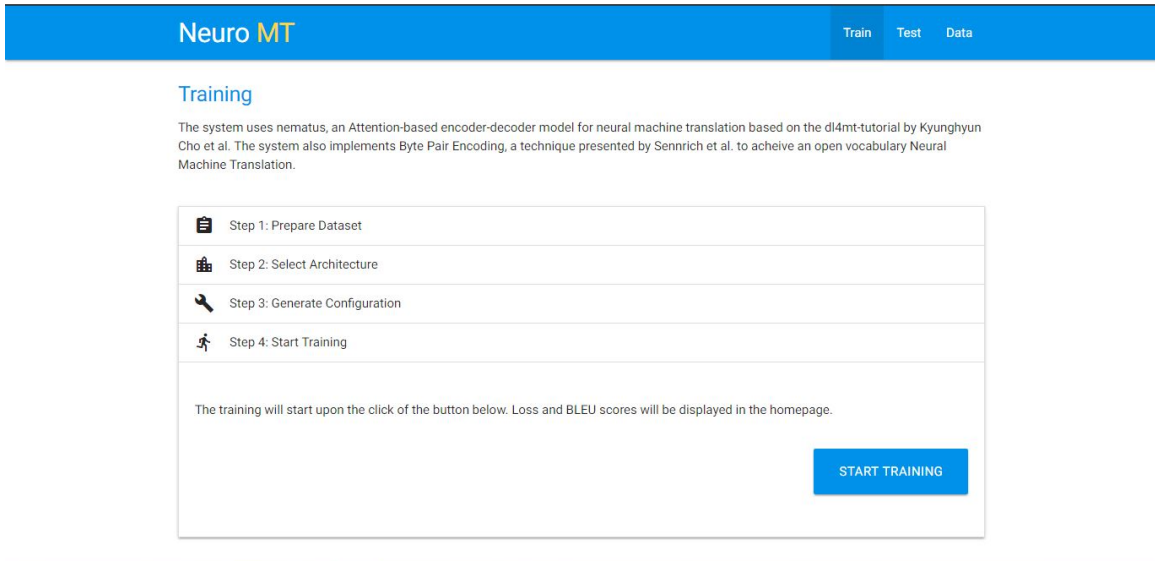 Neuro MT
Train Test Data
Training
The system uses nematus, an Attention-based encoder-decoder model for neural machine translation based on the dl4mt-tutorial by Kyunghyun
Cho et al. The system also implements Byte Pair Encoding, a technique presented by Sennrich et al. to acheive an open vocabulary Neural
Machine Translation.
Step 1: Prepare Dataset
Step 2: Select Architecture
Step 3: Generate Configuration
Step 4: Start Training
The training will start upon the click of the button below. Loss and BLEU scores will be displayed in the homepage.
START TRAINING